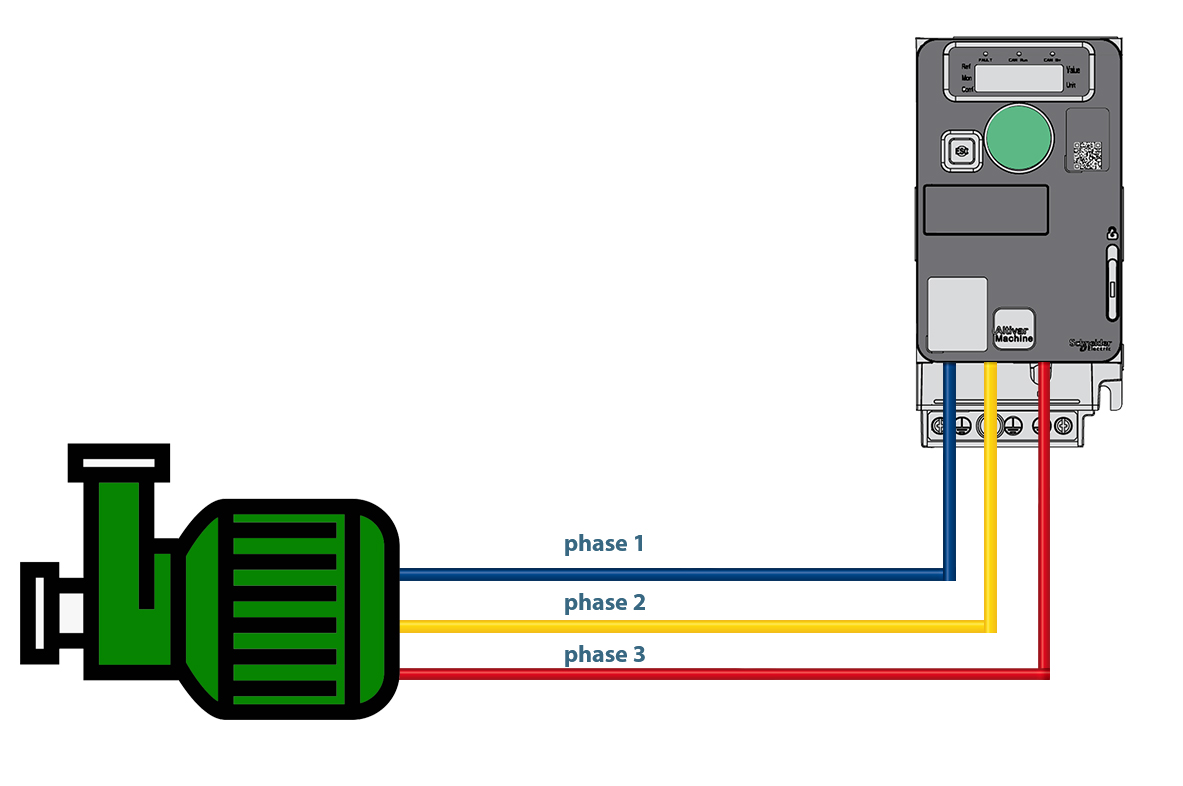 FAULT CAN Run CAN Err
Ref
Mon
Conf
Value
Unit
ESC
Altivar
Machine
Schneider
Electric
phase 1
phase 2
phase 3